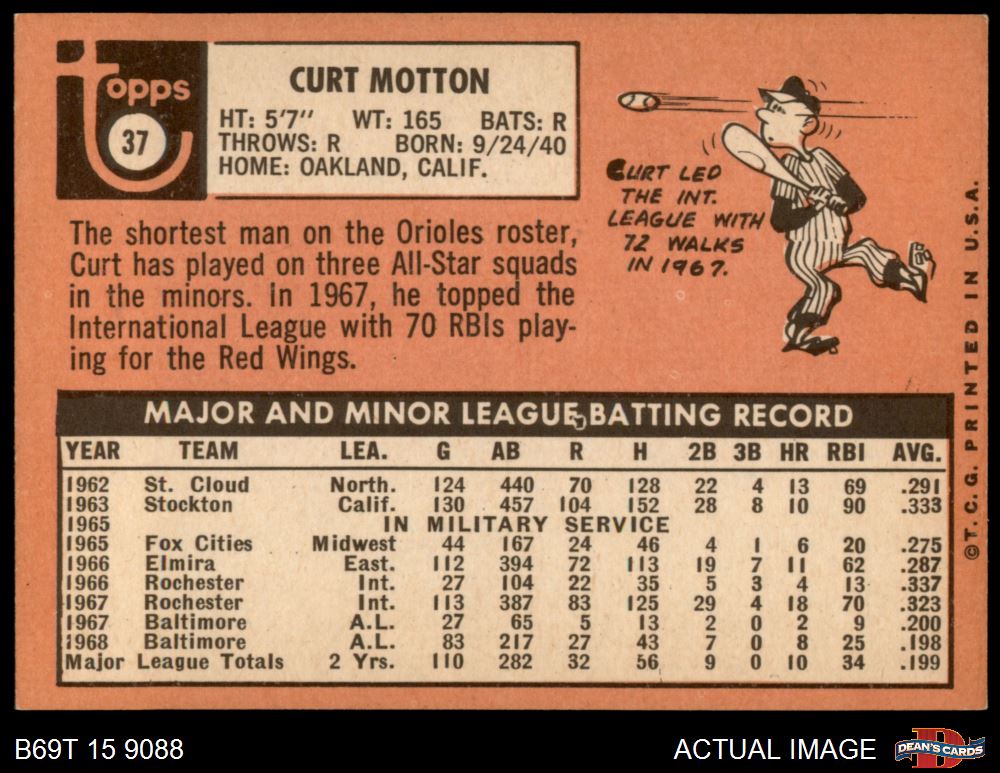 topps
37
CURT MOTTON
HT: 5'7" WT: 165 BATS: R
THROWS: R BORN: 9/24/40
HOME: OAKLAND, CALIF.
CURT LED
THE INT.
LEAGUE WITH
72 WALKS
IN 1967.
The shortest man on the Orioles roster,
Curt has played on three All-Star squads
in the minors. In 1967, he topped the
International League with 70 RBIs play-
ing for the Red Wings.
MAJOR AND MINOR LEAGUE BATTING RECORD
YEAR TEAM LEA. G AB R H 2B 3B HR RBI AVG.
1962 St. Cloud North. 124 440 70 128 22 4 13 69 .291
1963 Stockton Calif. 130 457 104 152 28 8 10 90 .333
1965 IN MILITARY SERVICE
1965 Fox Cities Midwest 44 167 24 46 4 1 6 20 .275
1966 Elmira East. 112 394 72 113 19 7 11 62 .287
1966 Rochester Int. 27 104 22 35 5 3 4 13 .337
1967 Rochester Int. 113 387 83 125 29 4 18 70 .323
1967 Baltimore A.L. 27 65 5 13 2 0 2 9 .200
1968 Baltimore A.L. 83 217 27 43 7 0 8 25 .198
Major League Totals 2 Yrs. 110 282 32 56 9 0 10 34 .199
©T.C.G. PRINTED IN U.S.A.
B69T 15 9088 ACTUAL IMAGE
D
DEAN'S CARDS